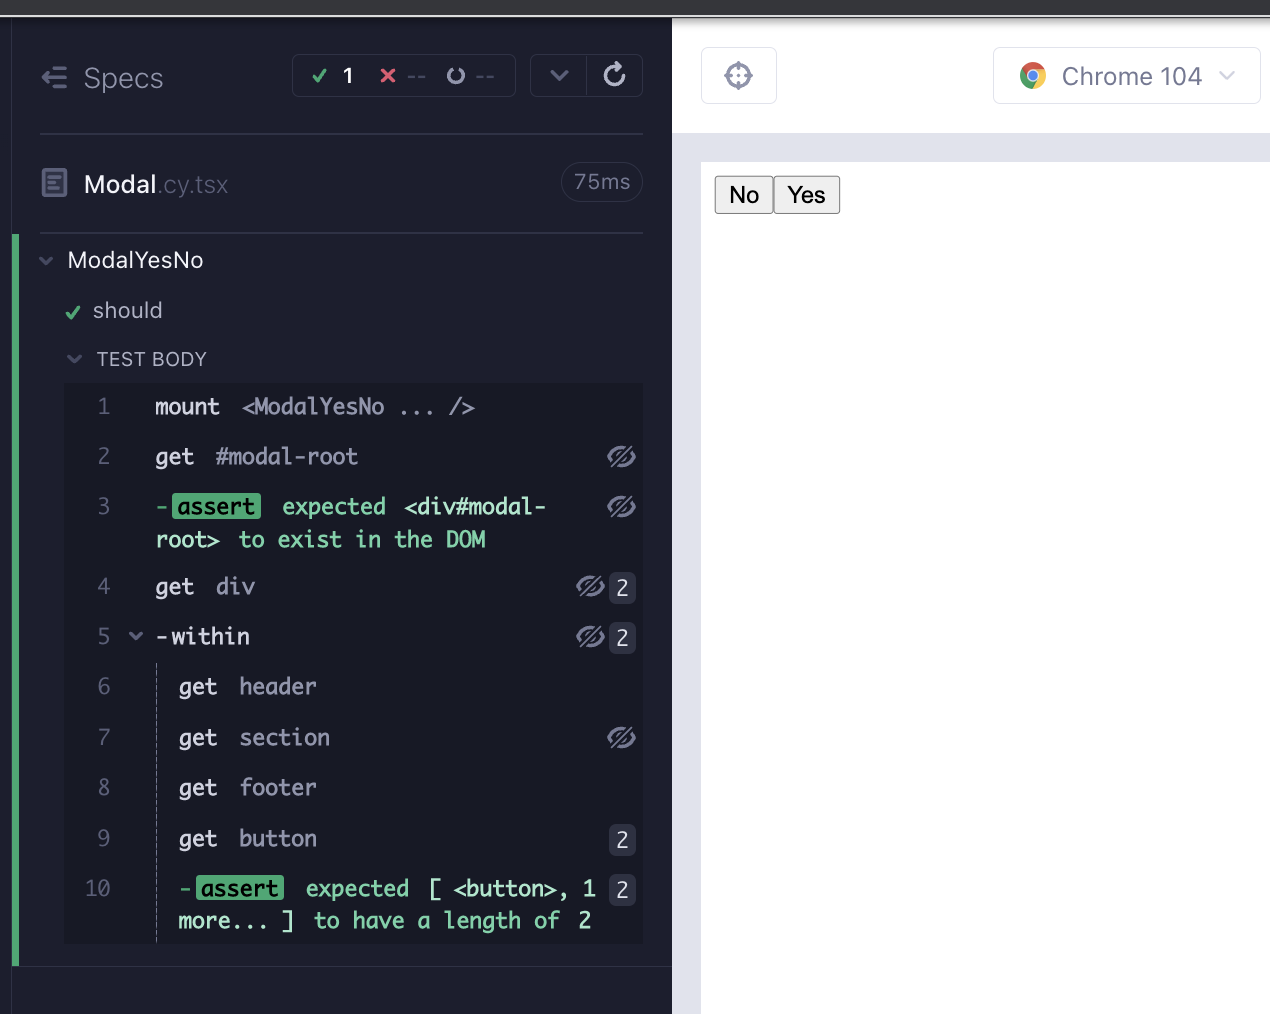 Specs
1 -- --
Chrome 104
Modal.cy.tsx 75ms
No Yes
ModalYesNo
should
TEST BODY
1 mount <ModalYesNo ... />
2 get #modal-root
3 -assert expected <div#modal-
root> to exist in the DOM
4 get div 2
5 -within 2
6 get header
7 get section
8 get footer
9 get button 2
10 -assert expected [ <button>, 1 2
more... ] to have a length of 2